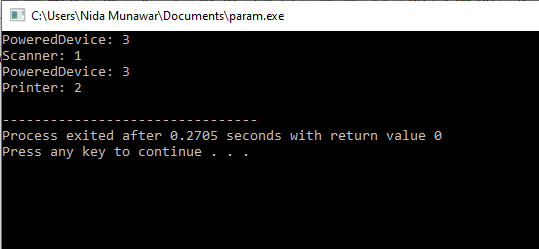 C:\Users\Nida Munawar\Documents\param.exe
PoweredDevice: 3
Scanner: 1
PoweredDevice: 3
Printer: 2
--------------------------------
Process exited after 0.2705 seconds with return value 0
Press any key to continue . . .